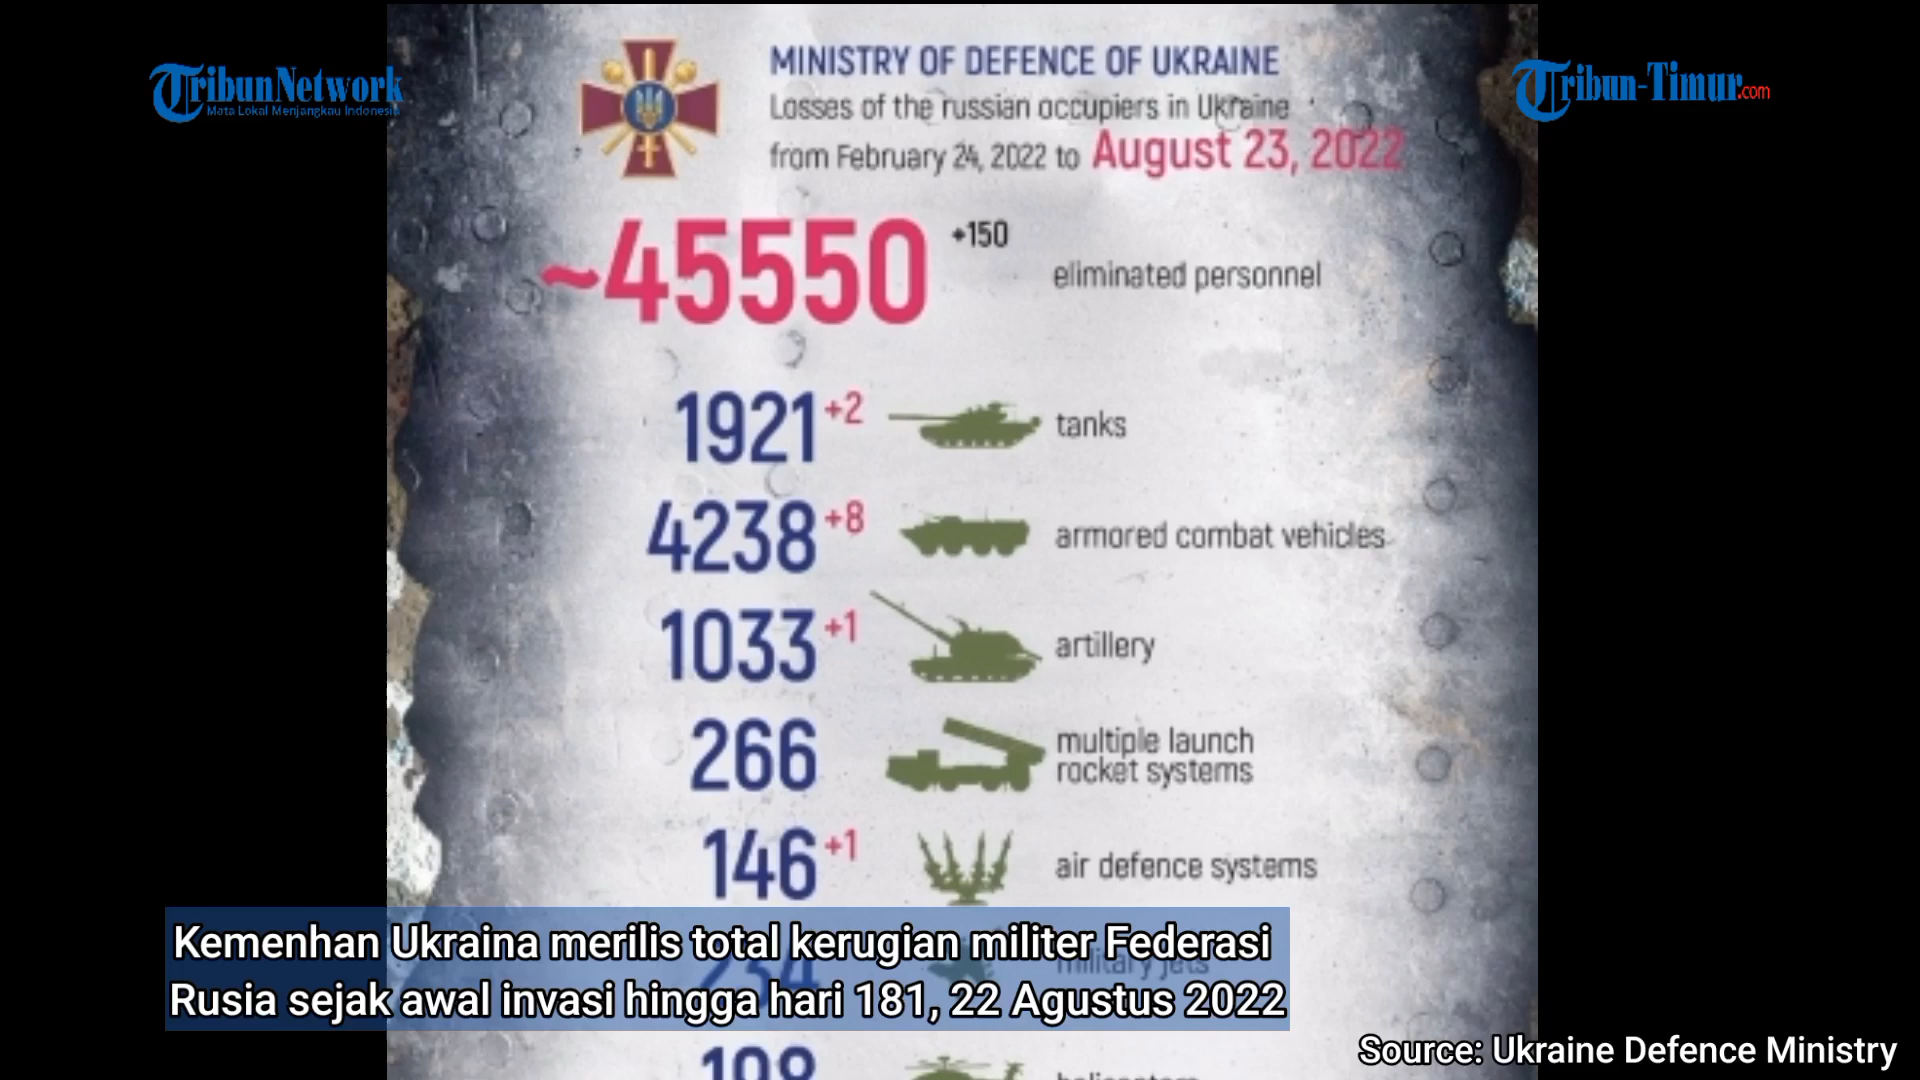 TribunNetwork
Mata Lokal Menjangkau Indonesia
Tribun-Timur.com
MINISTRY OF DEFENCE OF UKRAINE
Losses of the russian occupiers in Ukraine
from February 24, 2022 to August 23, 2022
~45550 +150 eliminated personnel
1921 +2 tanks
4238 +8 armored combat vehicles
1033 +1 artillery
266 multiple launch
rocket systems
146 +1 air defence systems
234 military jets
Kemenhan Ukraina merilis total kerugian militer Federasi
Rusia sejak awal invasi hingga hari 181, 22 Agustus 2022
Source: Ukraine Defence Ministry